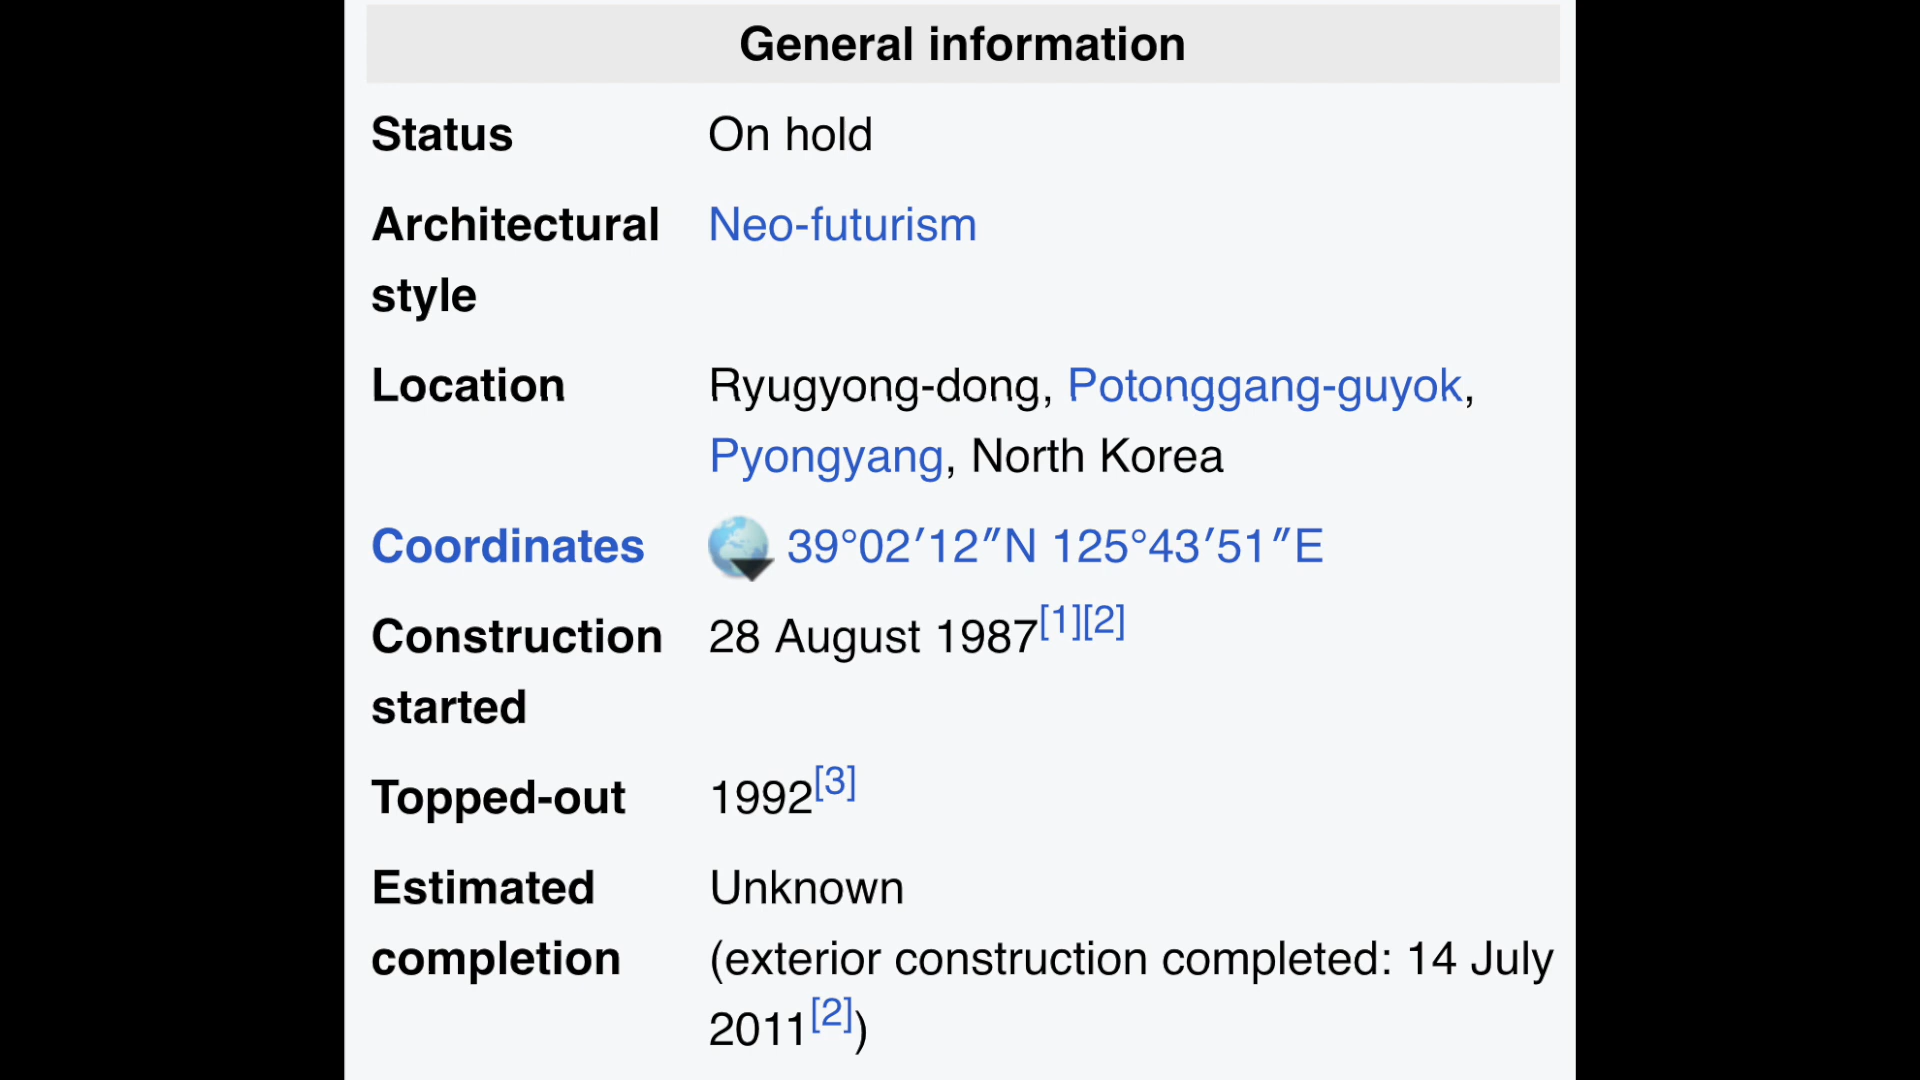 General information
Status On hold
Architectural Neo-futurism
style
Location Ryugyong-dong, Potonggang-guyok,
Pyongyang, North Korea
Coordinates 39°02′12″N 125°43′51″E
Construction 28 August 1987[1][2]
started
Topped-out 1992[3]
Estimated Unknown
completion (exterior construction completed: 14 July
2011[2])